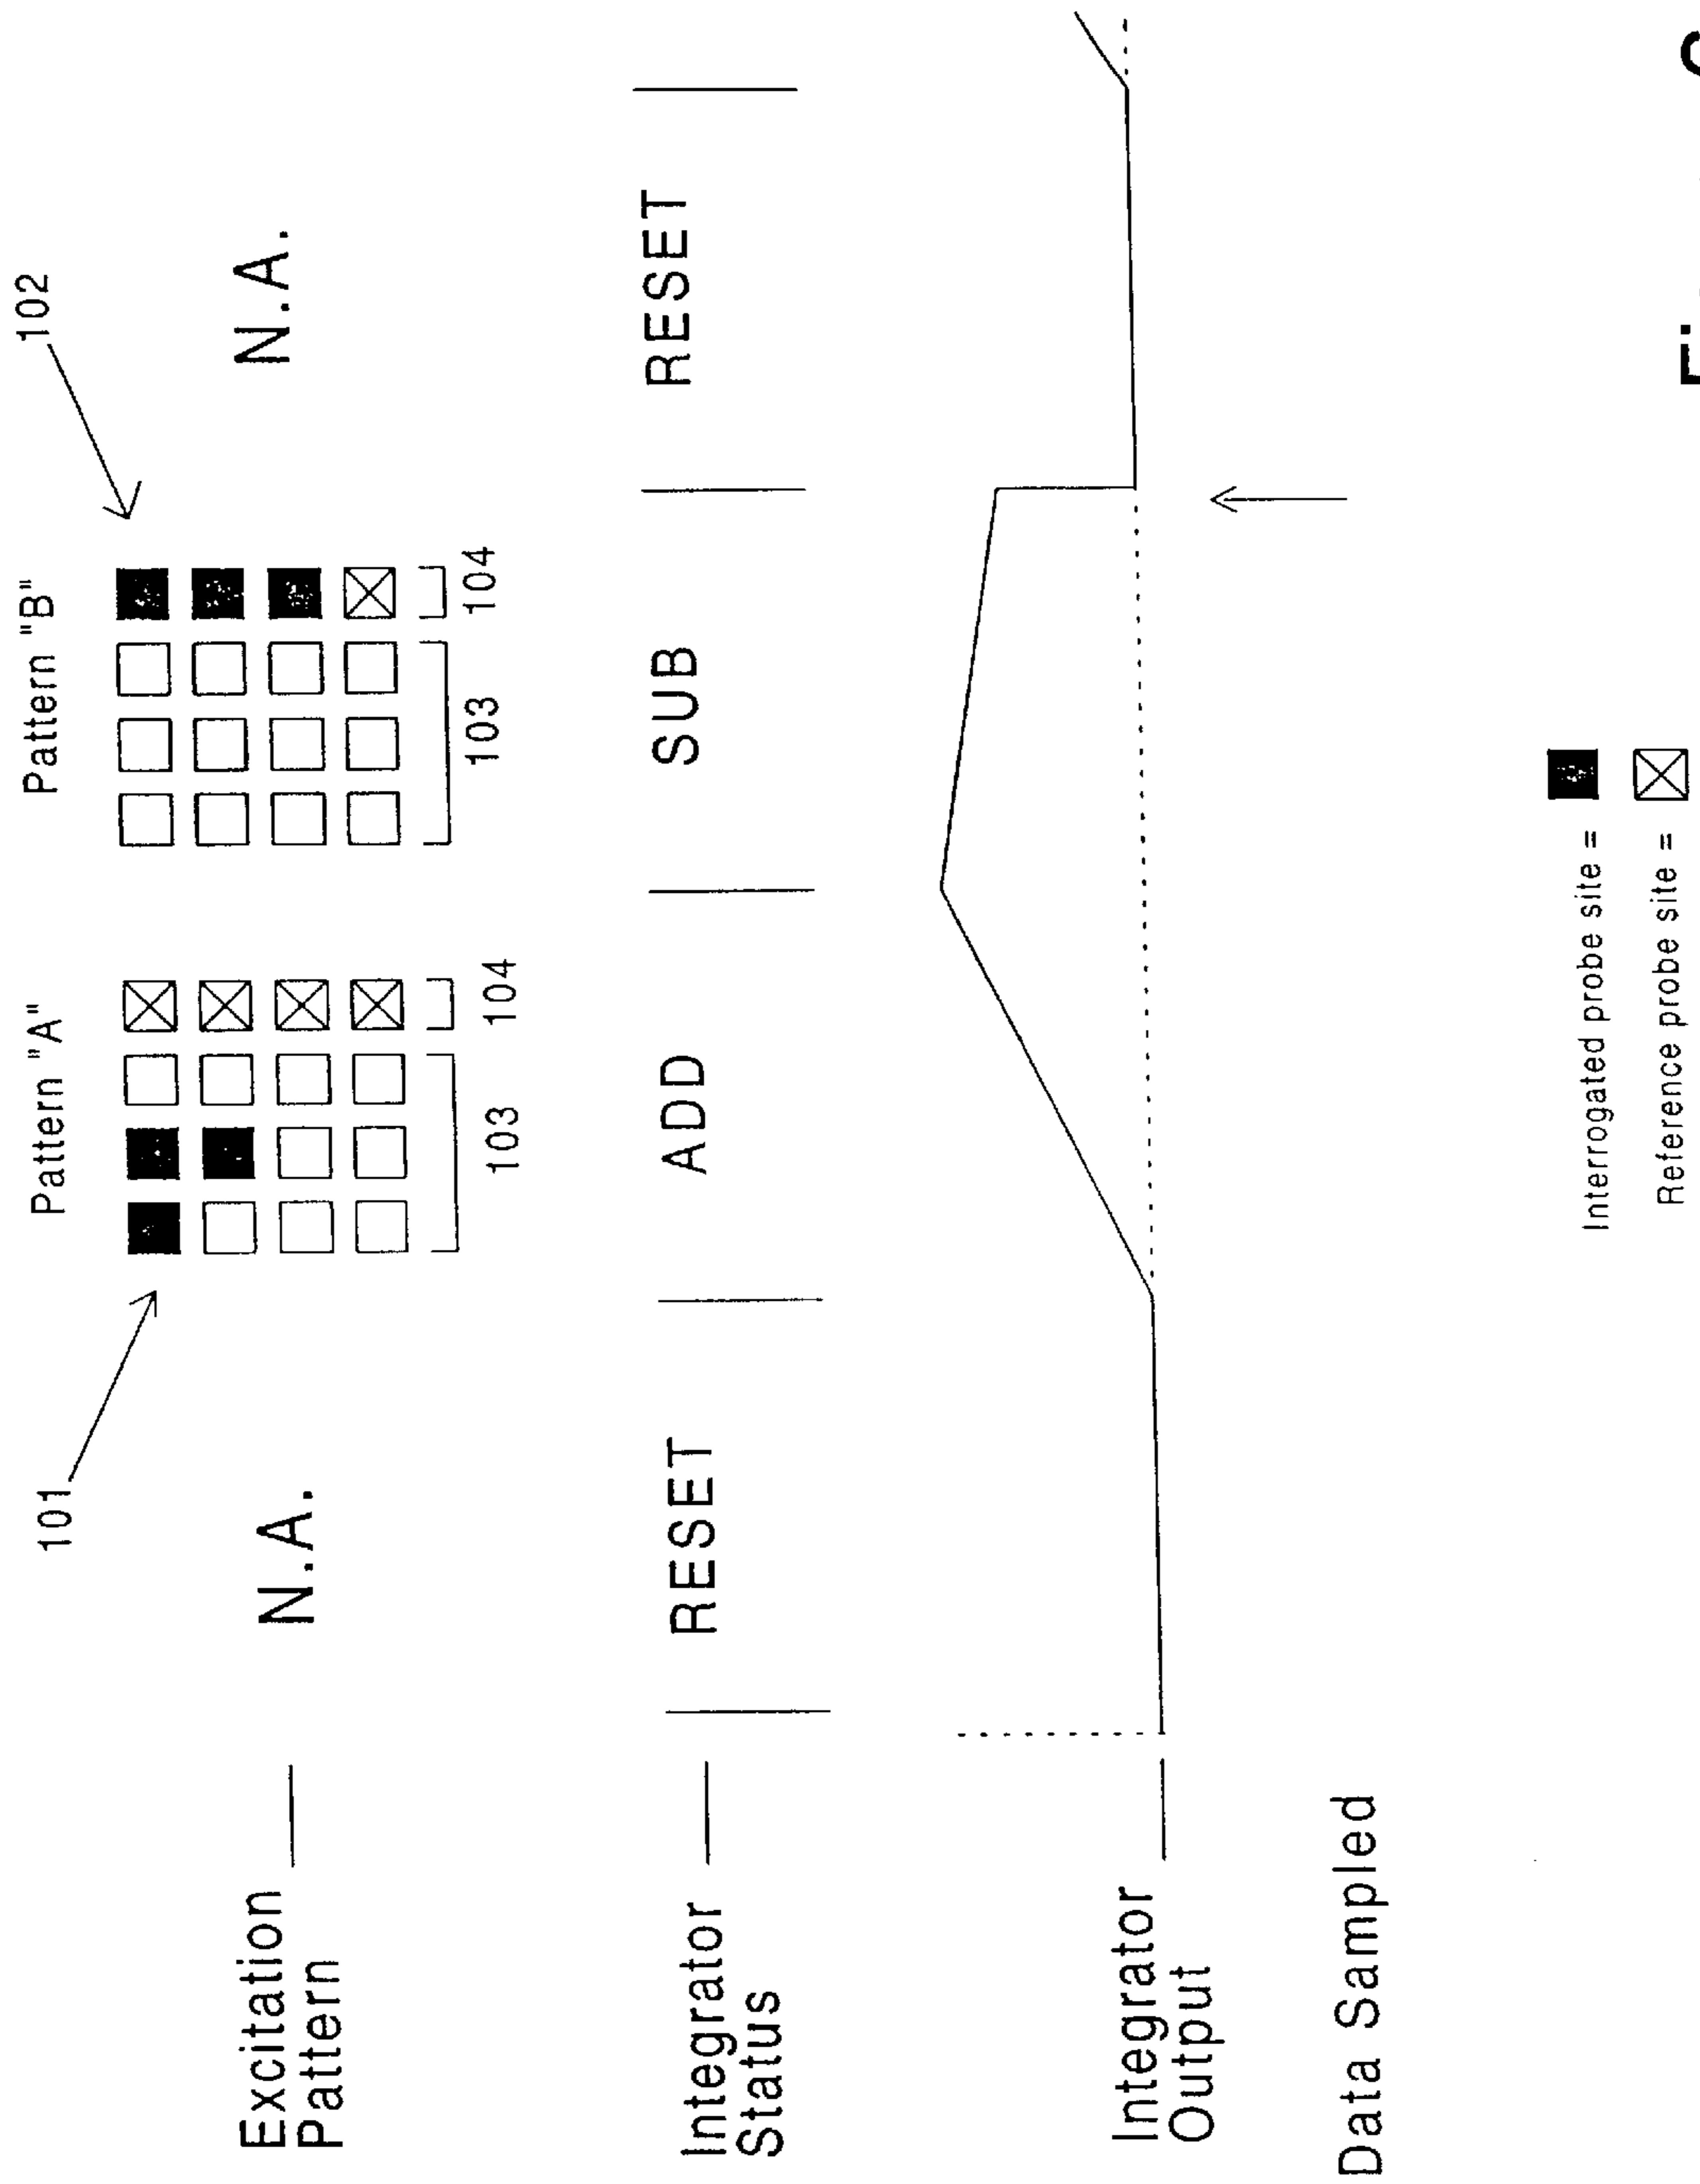 101
102
Pattern "A"
Pattern "B"
Excitation
Pattern
N.A.
N.A.
103
104
103
104
Integrator
Status
RESET
ADD
SUB
RESET
Integrator
Output
Data Sampled
Interrogated probe site =
Reference probe site =